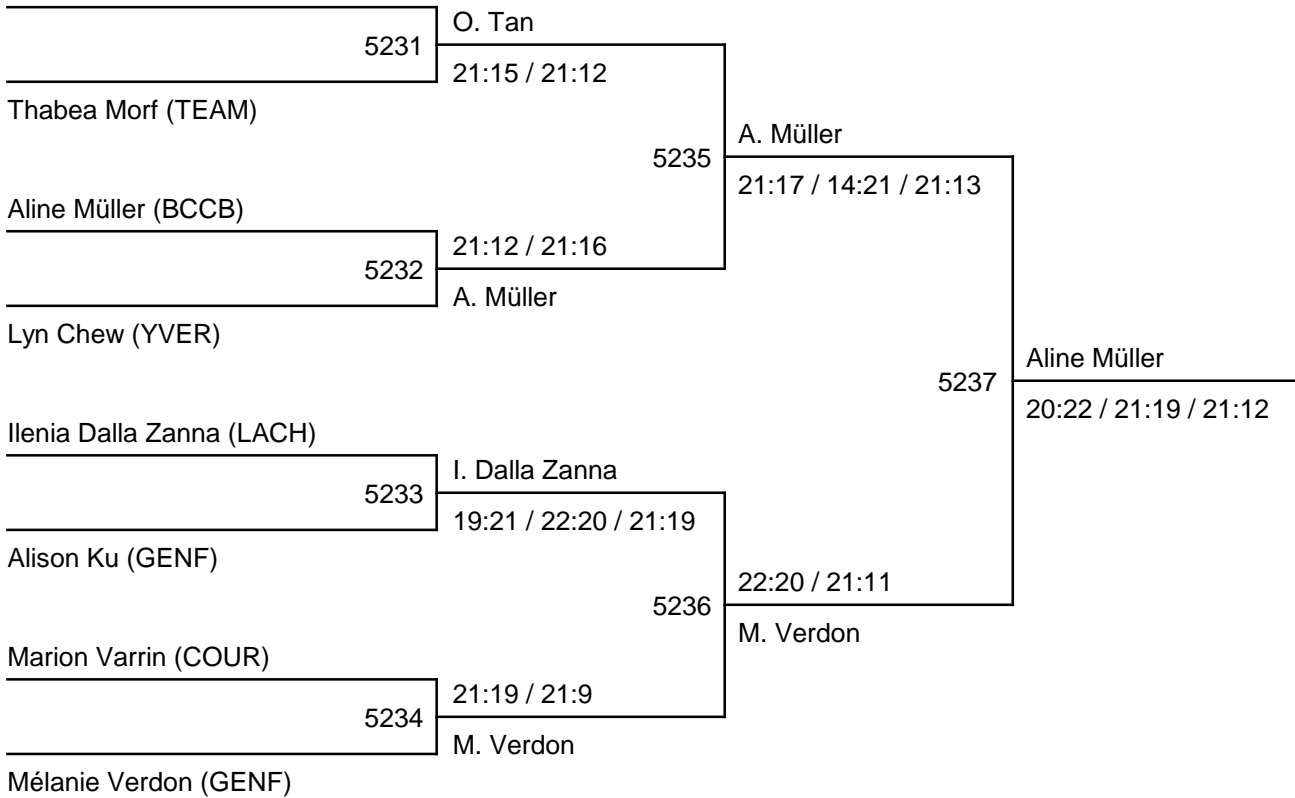 O. Tan
5231
21:15 / 21:12
Thabea Morf (TEAM)
A. Müller
5235
21:17 / 14:21 / 21:13
Aline Müller (BCCB)
21:12 / 21:16
5232
A. Müller
Lyn Chew (YVER)
Aline Müller
5237
20:22 / 21:19 / 21:12
Ilenia Dalla Zanna (LACH)
I. Dalla Zanna
5233
19:21 / 22:20 / 21:19
Alison Ku (GENF)
22:20 / 21:11
5236
M. Verdon
Marion Varrin (COUR)
21:19 / 21:9
5234
M. Verdon
Mélanie Verdon (GENF)